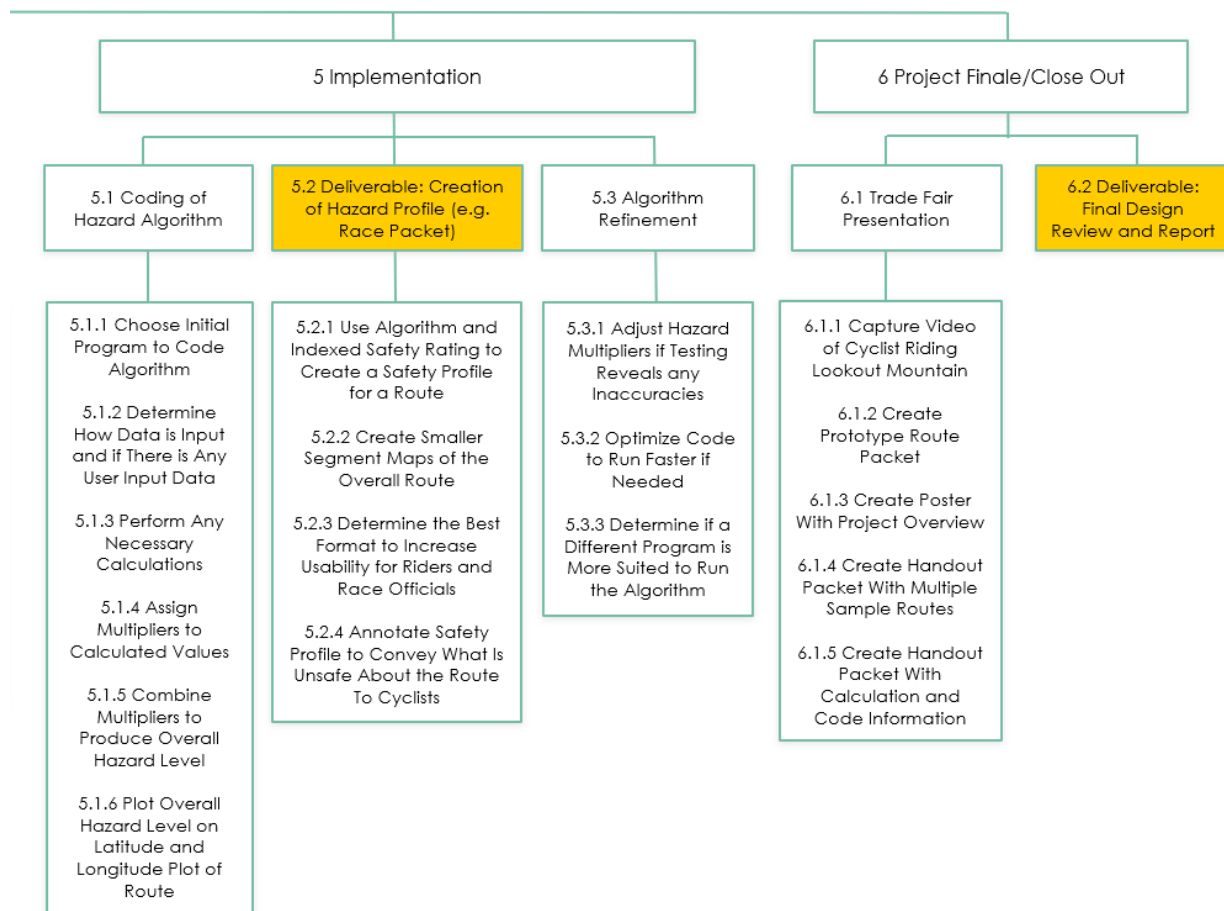 5 Implementation
6 Project Finale/Close Out
5.1 Coding of
Hazard Algorithm
5.2 Deliverable: Creation
of Hazard Profile (e.g.
Race Packet)
5.3 Algorithm
Refinement
6.1 Trade Fair
Presentation
6.2 Deliverable:
Final Design
Review and Report
5.1.1 Choose Initial
Program to Code
Algorithm
5.1.2 Determine
How Data is Input
and if There is Any
User Input Data
5.1.3 Perform Any
Necessary
Calculations
5.1.4 Assign
Multipliers to
Calculated Values
5.1.5 Combine
Multipliers to
Produce Overall
Hazard Level
5.1.6 Plot Overall
Hazard Level on
Latitude and
Longitude Plot of
Route
5.2.1 Use Algorithm and
Indexed Safety Rating to
Create a Safety Profile
for a Route
5.2.2 Create Smaller
Segment Maps of the
Overall Route
5.2.3 Determine the Best
Format to Increase
Usability for Riders and
Race Officials
5.2.4 Annotate Safety
Profile to Convey What Is
Unsafe About the Route
To Cyclists
5.3.1 Adjust Hazard
Multipliers if Testing
Reveals any
Inaccuracies
5.3.2 Optimize Code
to Run Faster if
Needed
5.3.3 Determine if a
Different Program is
More Suited to Run
the Algorithm
6.1.1 Capture Video
of Cyclist Riding
Lookout Mountain
6.1.2 Create
Prototype Route
Packet
6.1.3 Create Poster
With Project Overview
6.1.4 Create Handout
Packet With Multiple
Sample Routes
6.1.5 Create Handout
Packet With
Calculation and
Code Information